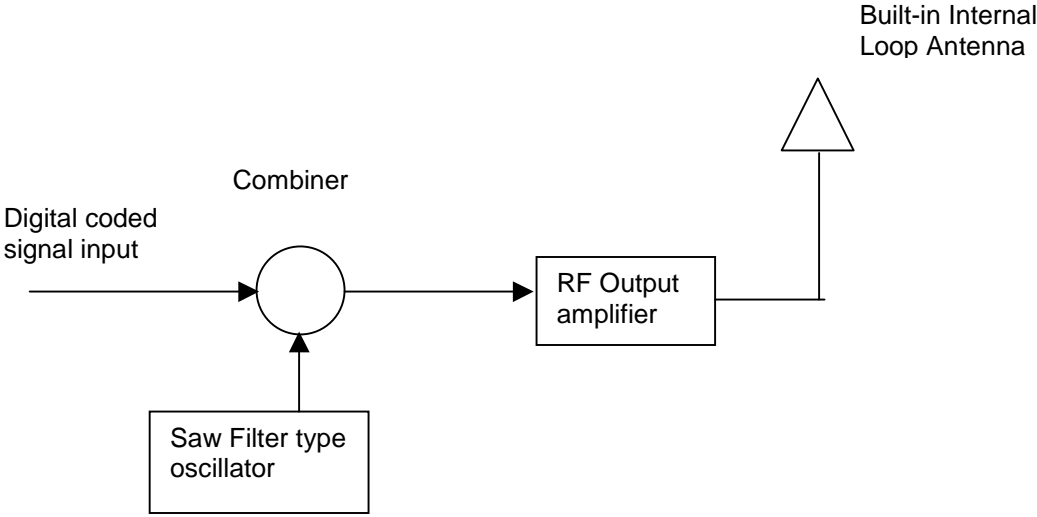 Built-in Internal
Loop Antenna
Combiner
Digital coded
signal input
RF Output
amplifier
Saw Filter type
oscillator